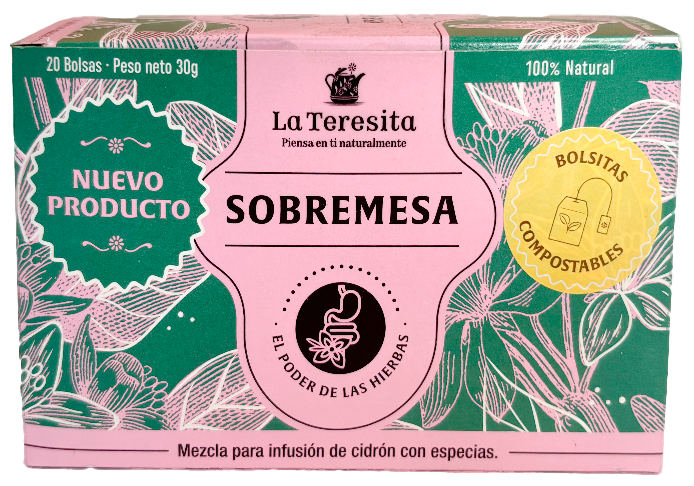 20 Bolsas · Peso neto 30g
100% Natural
La Teresita
Piensa en ti naturalmente
NUEVO
PRODUCTO
SOBREMESA
BOLSITAS
COMPOSTABLES
· EL PODER DE LAS HIERBAS ·
Mezcla para infusión de cidrón con especias.